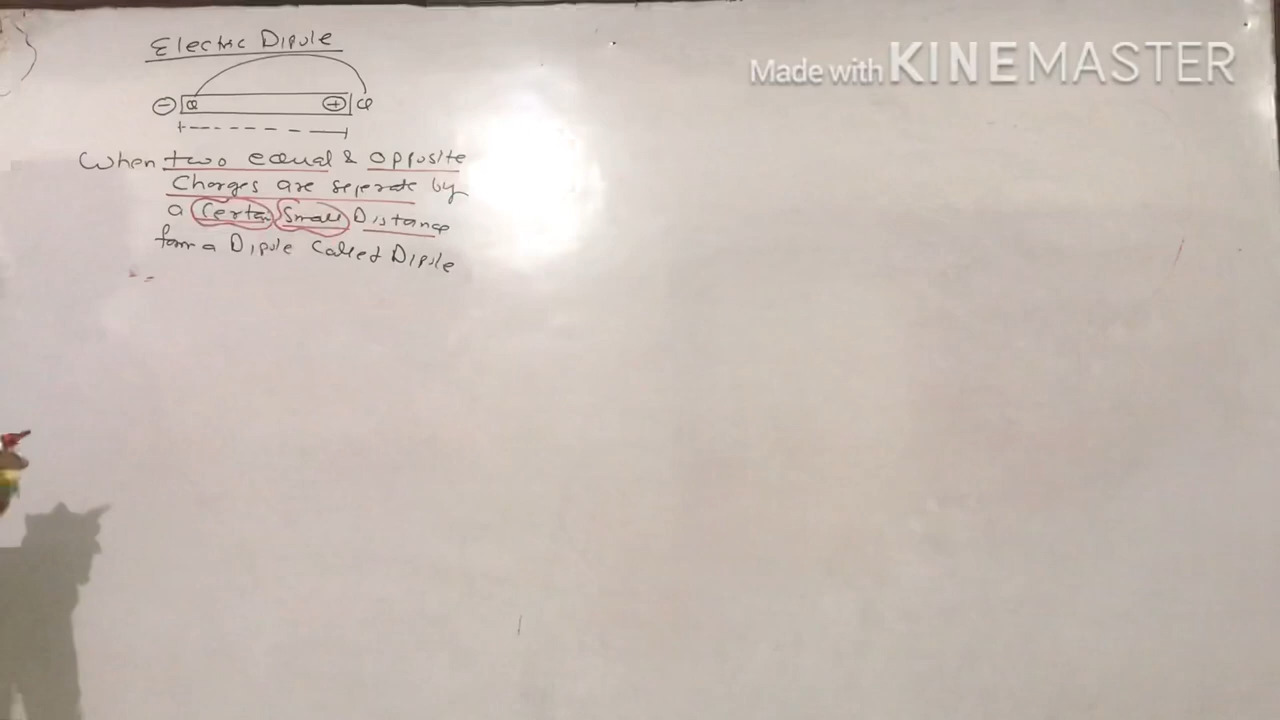 Electric Dipole
Made with KINEMASTER
⊖ Q ⊕ Q
When two equal & opposite
Charges are seperate by
a Certain Small Distance
form a Dipole Called Dipole